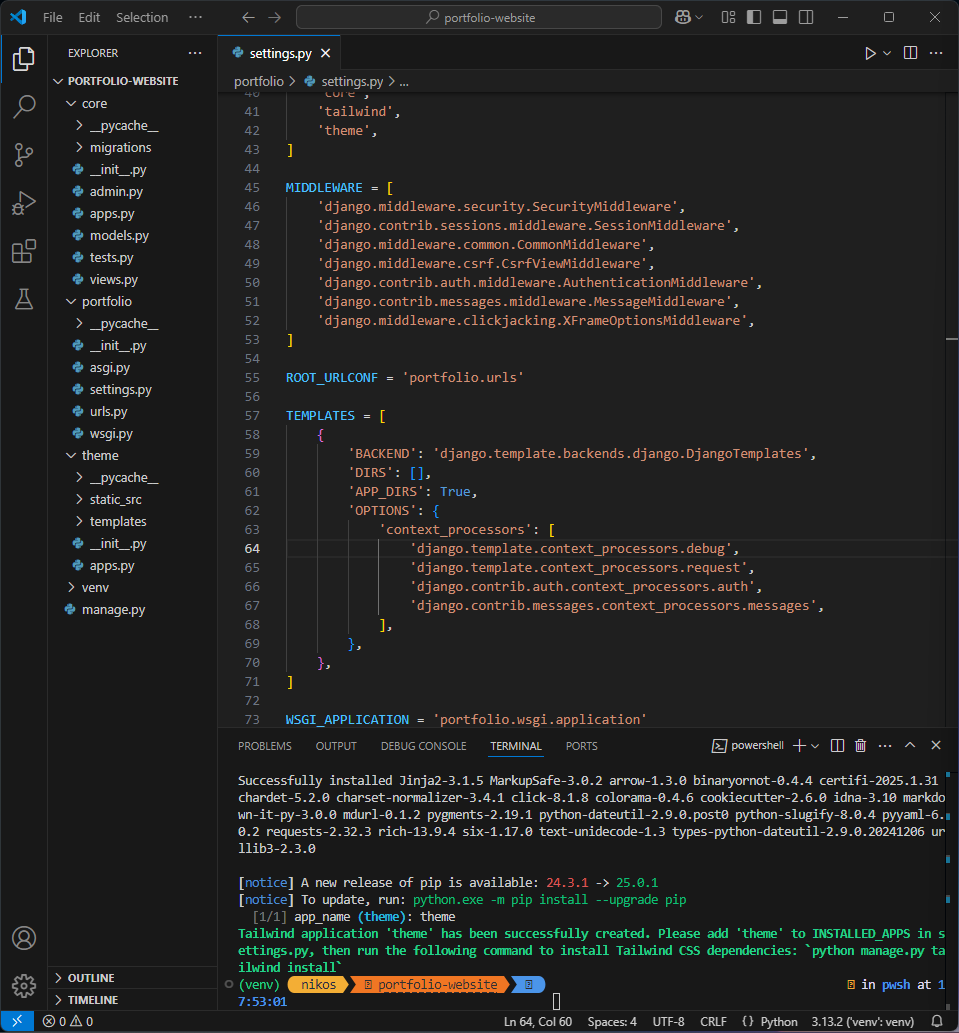 File Edit Selection ··· portfolio-website
EXPLORER ···
PORTFOLIO-WEBSITE
core
__pycache__
migrations
__init__.py
admin.py
apps.py
models.py
tests.py
views.py
portfolio
__pycache__
__init__.py
asgi.py
settings.py
urls.py
wsgi.py
theme
__pycache__
static_src
templates
__init__.py
apps.py
venv
manage.py
OUTLINE
TIMELINE
settings.py
portfolio > settings.py > ...
40 'core',
41 'tailwind',
42 'theme',
43 ]
44
45 MIDDLEWARE = [
46 'django.middleware.security.SecurityMiddleware',
47 'django.contrib.sessions.middleware.SessionMiddleware',
48 'django.middleware.common.CommonMiddleware',
49 'django.middleware.csrf.CsrfViewMiddleware',
50 'django.contrib.auth.middleware.AuthenticationMiddleware',
51 'django.contrib.messages.middleware.MessageMiddleware',
52 'django.middleware.clickjacking.XFrameOptionsMiddleware',
53 ]
54
55 ROOT_URLCONF = 'portfolio.urls'
56
57 TEMPLATES = [
58 {
59 'BACKEND': 'django.template.backends.django.DjangoTemplates',
60 'DIRS': [],
61 'APP_DIRS': True,
62 'OPTIONS': {
63 'context_processors': [
64 'django.template.context_processors.debug',
65 'django.template.context_processors.request',
66 'django.contrib.auth.context_processors.auth',
67 'django.contrib.messages.context_processors.messages',
68 ],
69 },
70 },
71 ]
72
73 WSGI_APPLICATION = 'portfolio.wsgi.application'
PROBLEMS OUTPUT DEBUG CONSOLE TERMINAL PORTS powershell
Successfully installed Jinja2-3.1.5 MarkupSafe-3.0.2 arrow-1.3.0 binaryornot-0.4.4 certifi-2025.1.31
chardet-5.2.0 charset-normalizer-3.4.1 click-8.1.8 colorama-0.4.6 cookiecutter-2.6.0 idna-3.10 markdo
wn-it-py-3.0.0 mdurl-0.1.2 pygments-2.19.1 python-dateutil-2.9.0.post0 python-slugify-8.0.4 pyyaml-6.
0.2 requests-2.32.3 rich-13.9.4 six-1.17.0 text-unidecode-1.3 types-python-dateutil-2.9.0.20241206 ur
llib3-2.3.0
[notice] A new release of pip is available: 24.3.1 -> 25.0.1
[notice] To update, run: python.exe -m pip install --upgrade pip
[1/1] app_name (theme): theme
Tailwind application 'theme' has been successfully created. Please add 'theme' to INSTALLED_APPS in s
ettings.py, then run the following command to install Tailwind CSS dependencies: `python manage.py ta
ilwind install`
(venv) nikos portfolio-website in pwsh at 1
7:53:01
0 0 Ln 64, Col 60 Spaces: 4 UTF-8 CRLF {} Python 3.13.2 ('venv': venv)